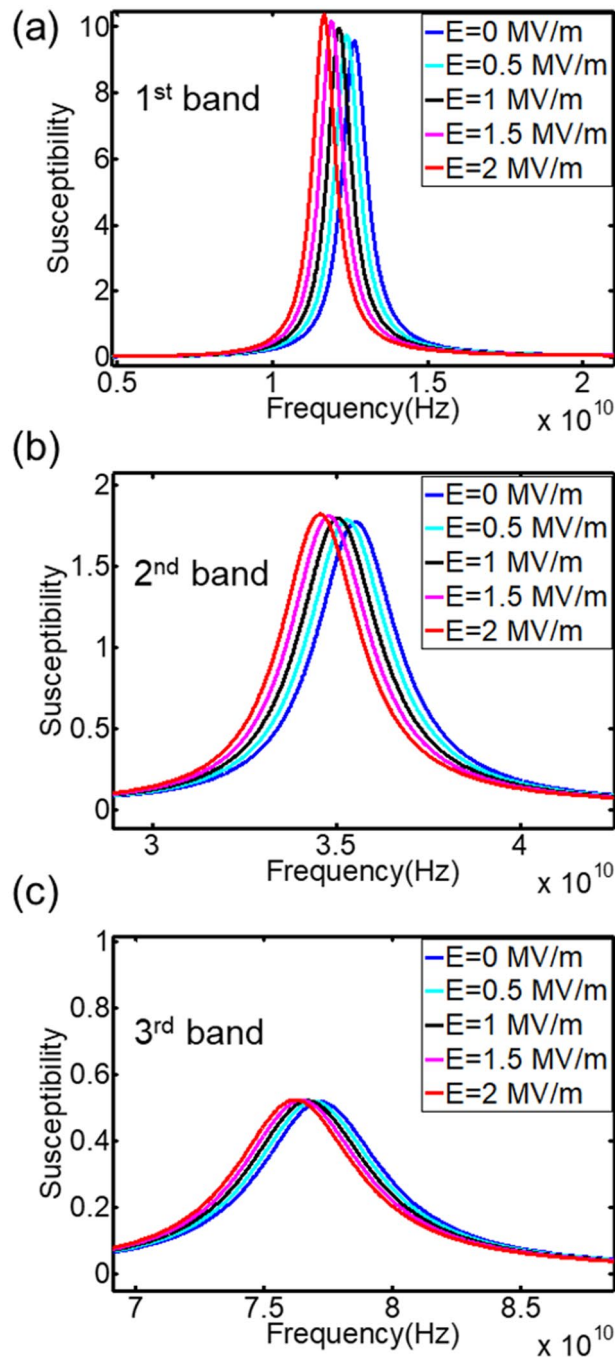 (a)
10
8
6
4
2
0
Susceptibility
1st band
E=0 MV/m
E=0.5 MV/m
E=1 MV/m
E=1.5 MV/m
E=2 MV/m
0.5 1 1.5 2
Frequency(Hz)
x 10^10
(b)
2
1.5
1
0.5
0
Susceptibility
2nd band
E=0 MV/m
E=0.5 MV/m
E=1 MV/m
E=1.5 MV/m
E=2 MV/m
3 3.5 4
Frequency(Hz)
x 10^10
(c)
1
0.8
0.6
0.4
0.2
0
Susceptibility
3rd band
E=0 MV/m
E=0.5 MV/m
E=1 MV/m
E=1.5 MV/m
E=2 MV/m
7 7.5 8 8.5
Frequency(Hz)
x 10^10